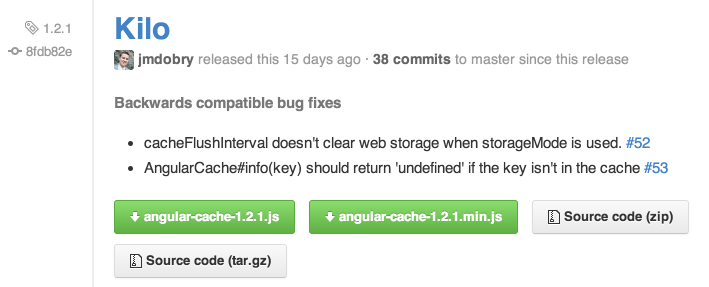 1.2.1
8fdb82e
Kilo
jmdobry released this 15 days ago · 38 commits to master since this release
Backwards compatible bug fixes
• cacheFlushInterval doesn't clear web storage when storageMode is used. #52
• AngularCache#info(key) should return 'undefined' if the key isn't in the cache #53
angular-cache-1.2.1.js
angular-cache-1.2.1.min.js
Source code (zip)
Source code (tar.gz)